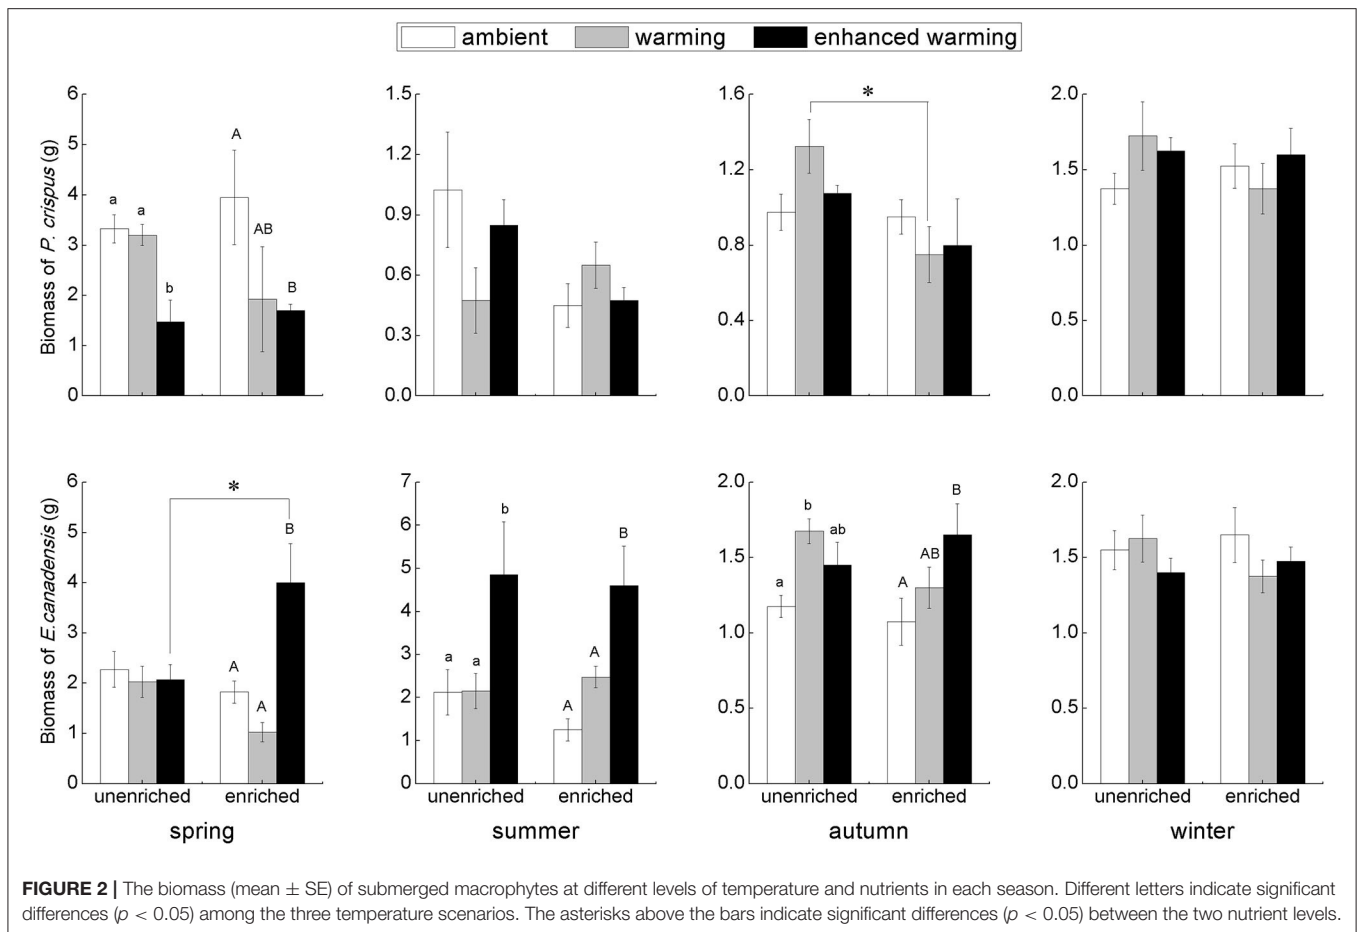 ambient warming enhanced warming
Biomass of P. crispus (g)
6
5
4
3
2
1
0
a
a
b
A
AB
B
1.5
1.2
0.9
0.6
0.3
0.0
1.6
1.2
0.8
0.4
0.0
*
2.0
1.5
1.0
0.5
0.0
Biomass of E.canadensis (g)
6
5
4
3
2
1
0
*
A
A
B
unenriched enriched
spring
7
6
5
4
3
2
1
0
a
a
b
A
A
B
unenriched enriched
summer
2.0
1.5
1.0
0.5
0.0
a
b
ab
A
AB
B
unenriched enriched
autumn
2.0
1.5
1.0
0.5
0.0
unenriched enriched
winter
FIGURE 2 | The biomass (mean ± SE) of submerged macrophytes at different levels of temperature and nutrients in each season. Different letters indicate significant
differences (p < 0.05) among the three temperature scenarios. The asterisks above the bars indicate significant differences (p < 0.05) between the two nutrient levels.